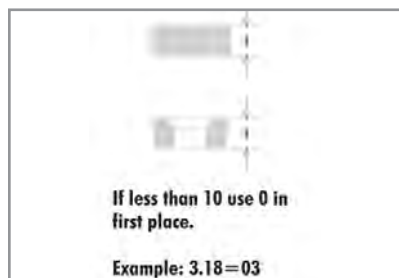 If less than 10 use 0 in
first place.
Example: 3.18=03